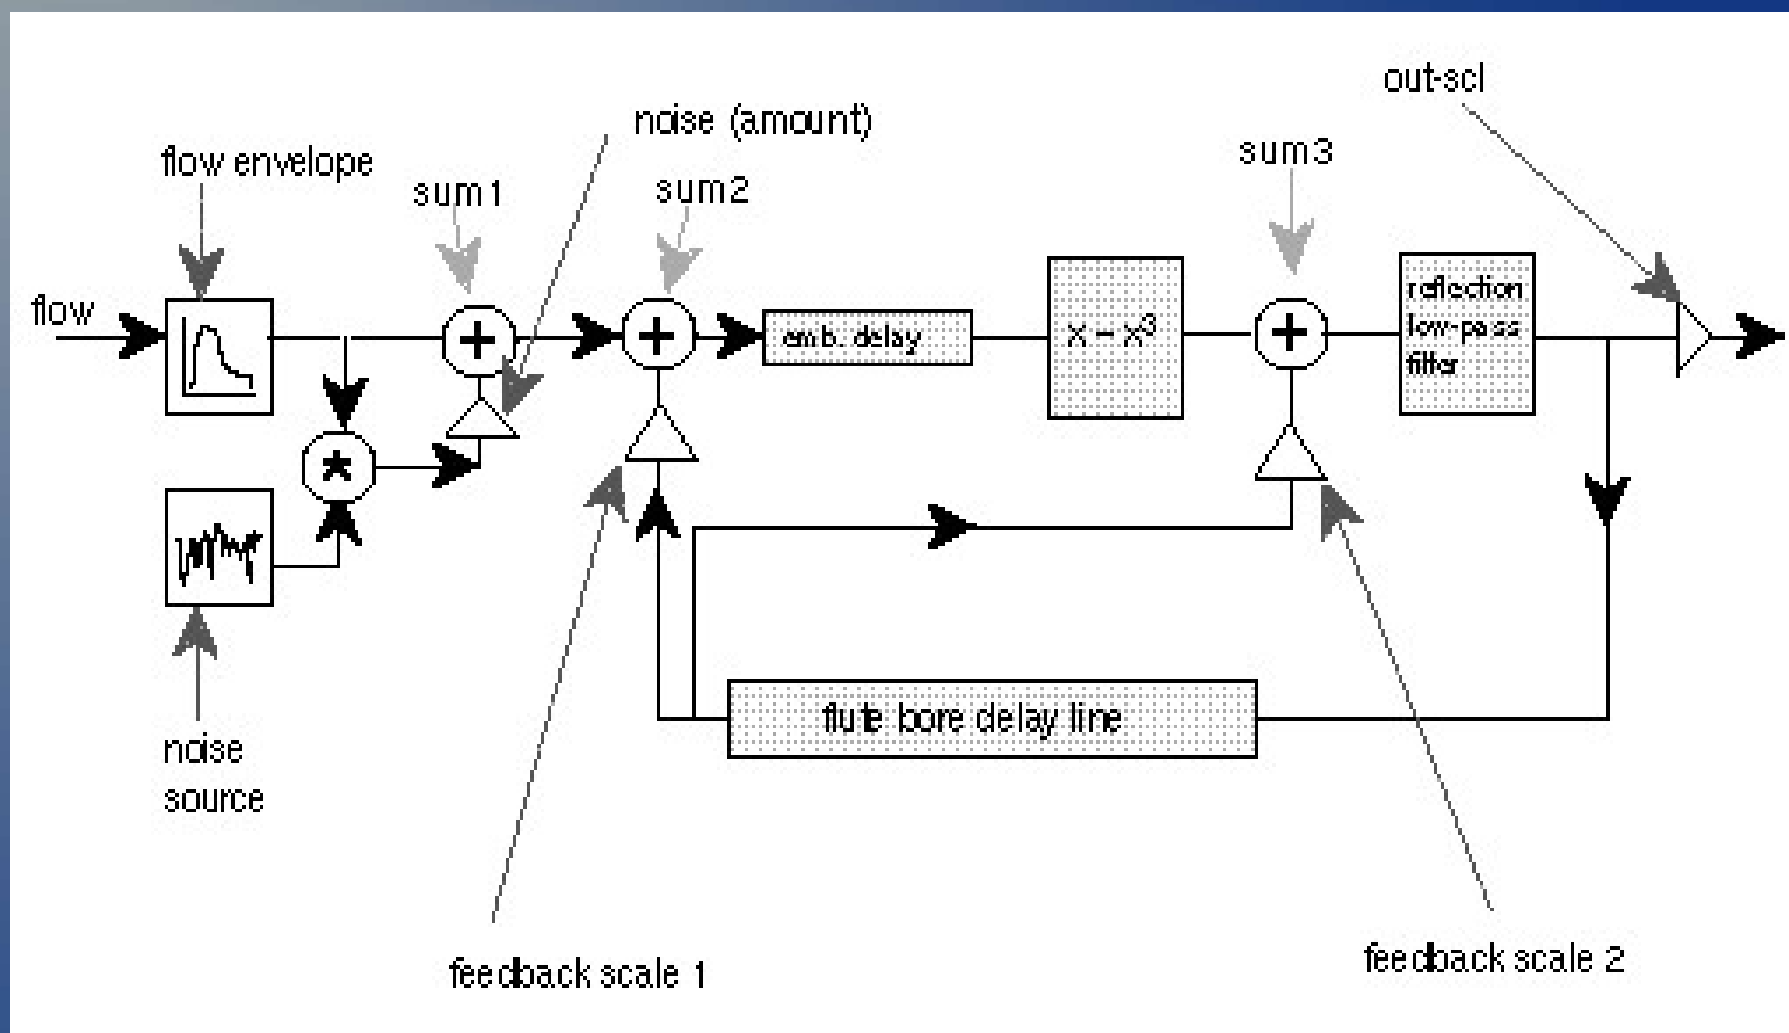 out-scl
noise (amount)
sum3
flow envelope
sum1
sum2
flow
+
+
emb. delay
x - x³
+
reflection
low-pass
filter
*
flute bore delay line
noise
source
feedback scale 1
feedback scale 2